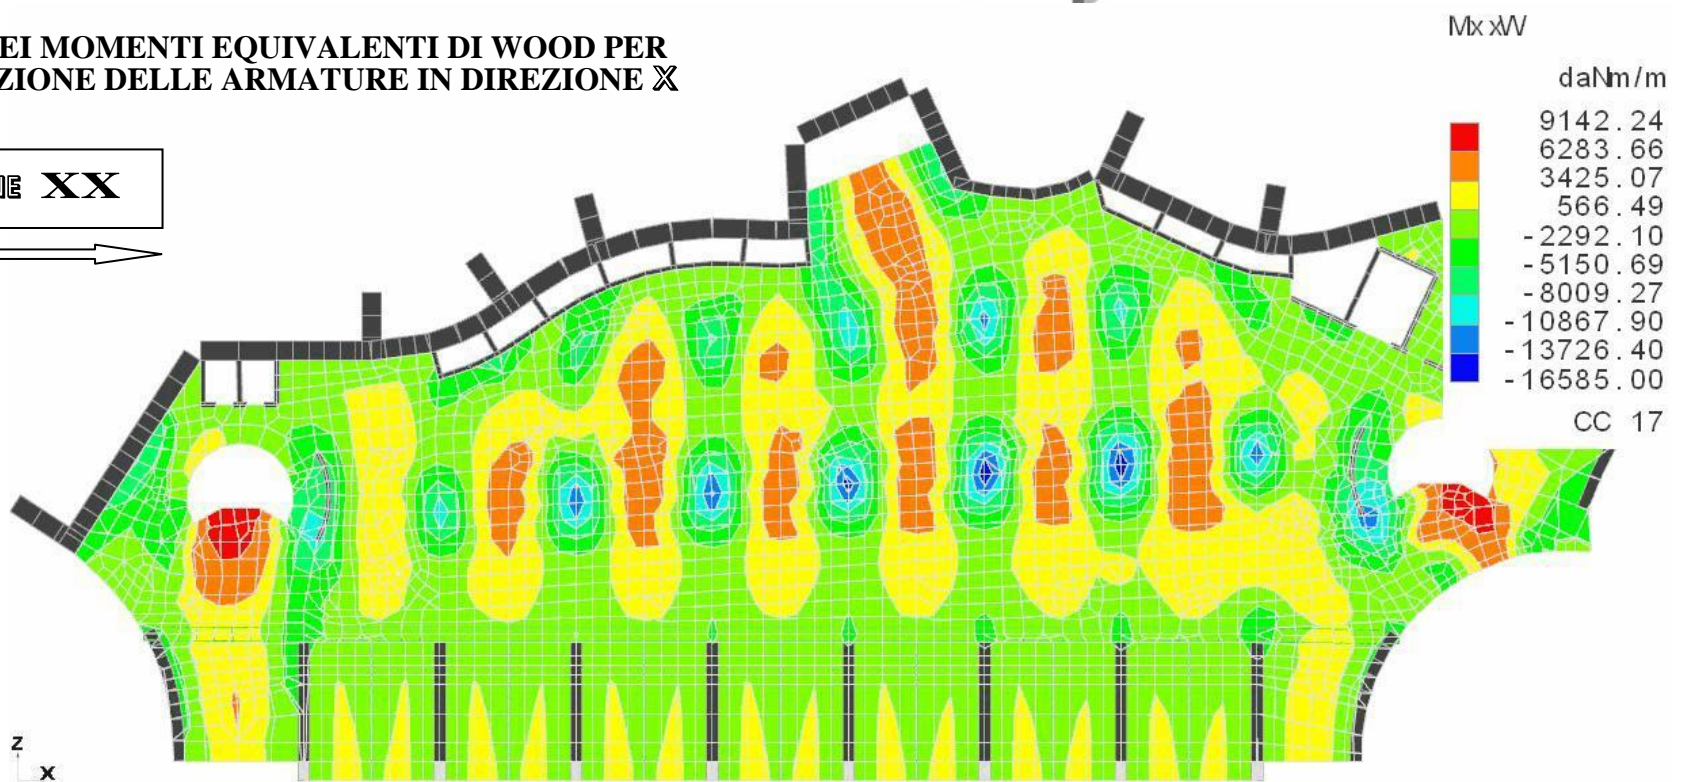 EI MOMENTI EQUIVALENTI DI WOOD PER
ZIONE DELLE ARMATURE IN DIREZIONE X
NE XX
Mx xW
daNm/m
9142.24
6283.66
3425.07
566.49
-2292.10
-5150.69
-8009.27
-10867.90
-13726.40
-16585.00
CC 17
z
x